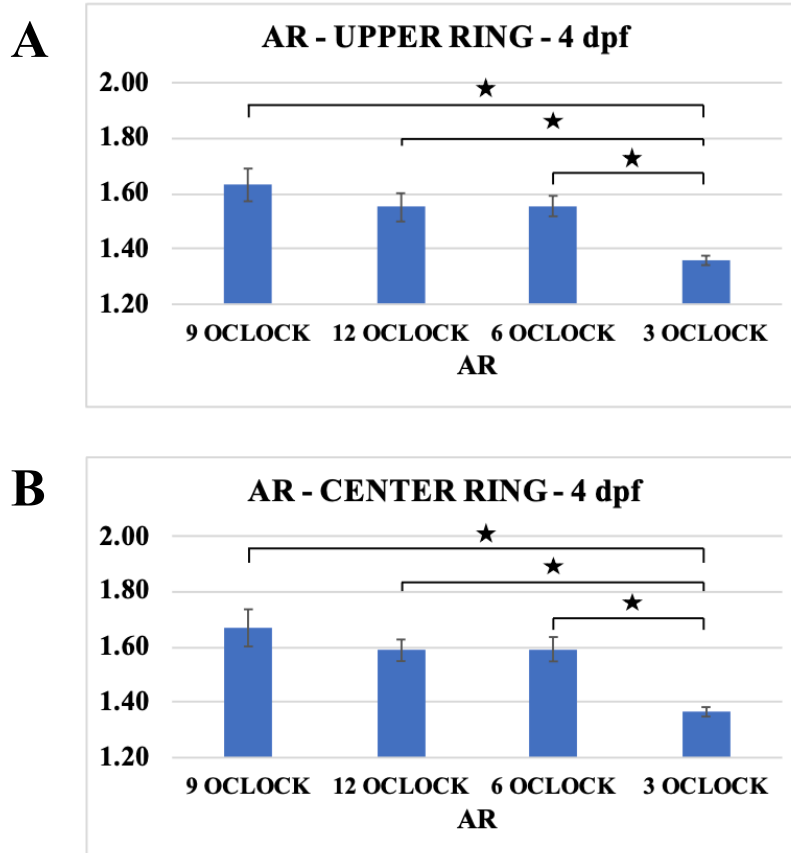 A
AR - UPPER RING - 4 dpf
2.00
1.80
1.60
1.40
1.20
9 OCLOCK 12 OCLOCK 6 OCLOCK 3 OCLOCK
AR
B
AR - CENTER RING - 4 dpf
2.00
1.80
1.60
1.40
1.20
9 OCLOCK 12 OCLOCK 6 OCLOCK 3 OCLOCK
AR